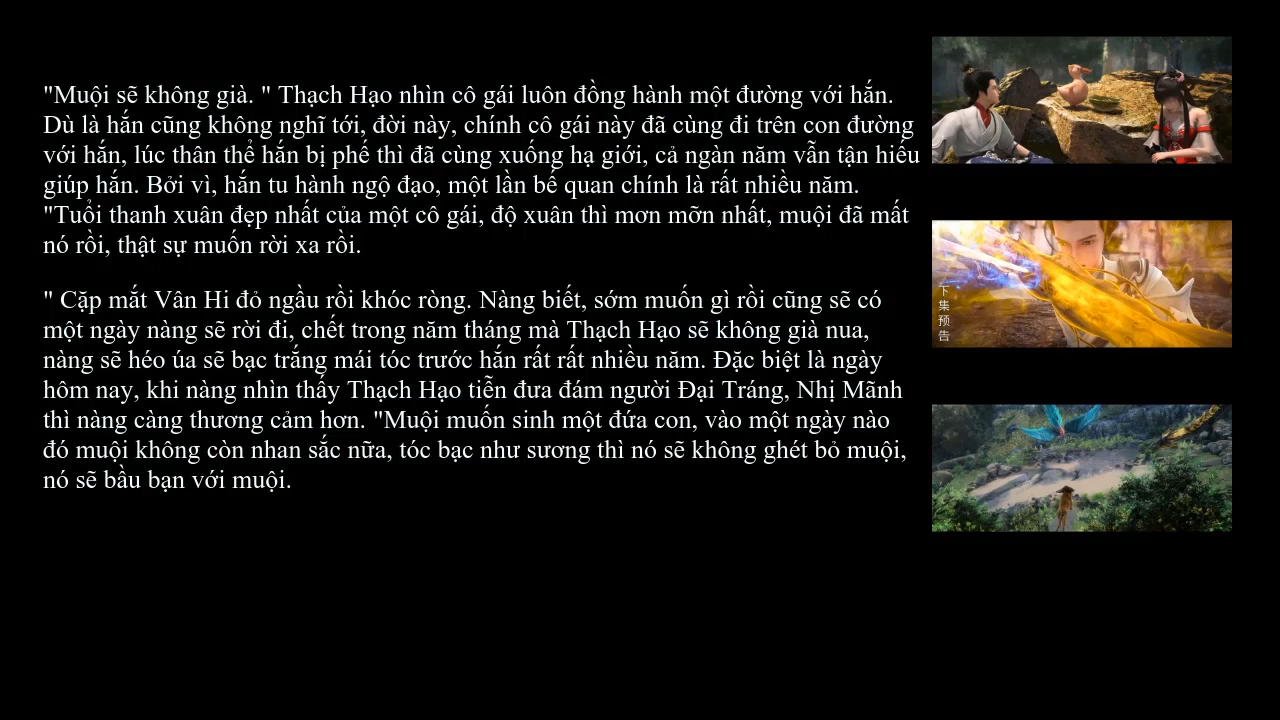 "Muội sẽ không già. " Thạch Hạo nhìn cô gái luôn đồng hành một đường với hắn.
Dù là hắn cũng không nghĩ tới, đời này, chính cô gái này đã cùng đi trên con đường
với hắn, lúc thân thể hắn bị phế thì đã cùng xuống hạ giới, cả ngàn năm vẫn tận hiếu
giúp hắn. Bởi vì, hắn tu hành ngộ đạo, một lần bế quan chính là rất nhiều năm.
"Tuổi thanh xuân đẹp nhất của một cô gái, độ xuân thì mơn mỡn nhất, muội đã mất
nó rồi, thật sự muốn rời xa rồi.
" Cặp mắt Vân Hi đỏ ngầu rồi khóc ròng. Nàng biết, sớm muốn gì rồi cũng sẽ có
một ngày nàng sẽ rời đi, chết trong năm tháng mà Thạch Hạo sẽ không già nua,
nàng sẽ héo úa sẽ bạc trắng mái tóc trước hắn rất rất nhiều năm. Đặc biệt là ngày
hôm nay, khi nàng nhìn thấy Thạch Hạo tiễn đưa đám người Đại Tráng, Nhị Mãnh
thì nàng càng thương cảm hơn. "Muội muốn sinh một đứa con, vào một ngày nào
đó muội không còn nhan sắc nữa, tóc bạc như sương thì nó sẽ không ghét bỏ muội,
nó sẽ bầu bạn với muội.
下集预告